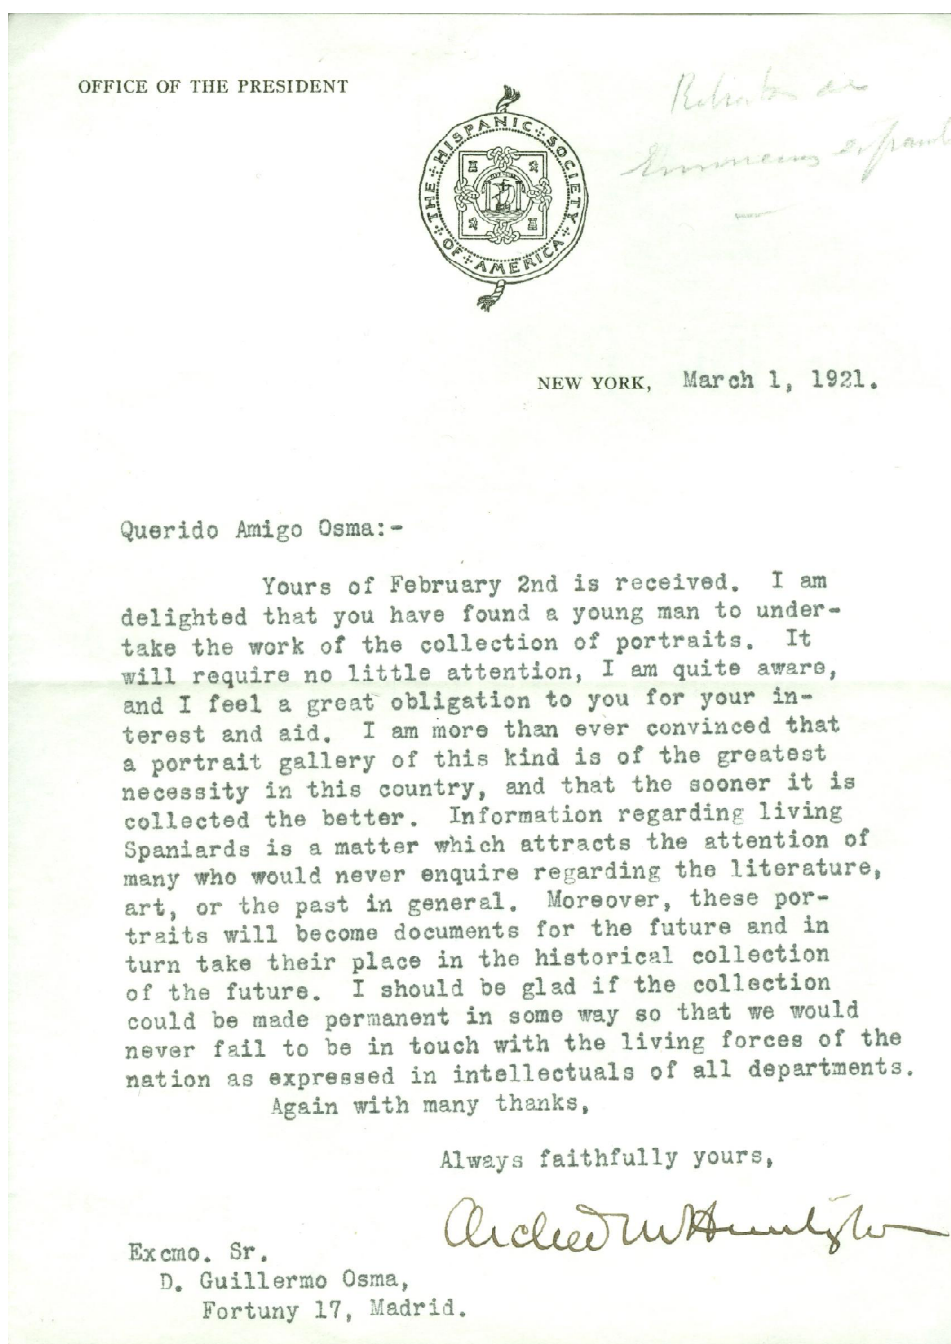 OFFICE OF THE PRESIDENT
THE HISPANIC SOCIETY OF AMERICA
Retratos de
NEW YORK, March 1, 1921.
Querido Amigo Osma:-
Yours of February 2nd is received. I am
delighted that you have found a young man to under-
take the work of the collection of portraits. It
will require no little attention, I am quite aware,
and I feel a great obligation to you for your in-
terest and aid. I am more than ever convinced that
a portrait gallery of this kind is of the greatest
necessity in this country, and that the sooner it is
collected the better. Information regarding living
Spaniards is a matter which attracts the attention of
many who would never enquire regarding the literature,
art, or the past in general. Moreover, these por-
traits will become documents for the future and in
turn take their place in the historical collection
of the future. I should be glad if the collection
could be made permanent in some way so that we would
never fail to be in touch with the living forces of the
nation as expressed in intellectuals of all departments.
Again with many thanks,
Always faithfully yours,
Archer M Huntington
Excmo. Sr.
D. Guillermo Osma,
Fortuny 17, Madrid.